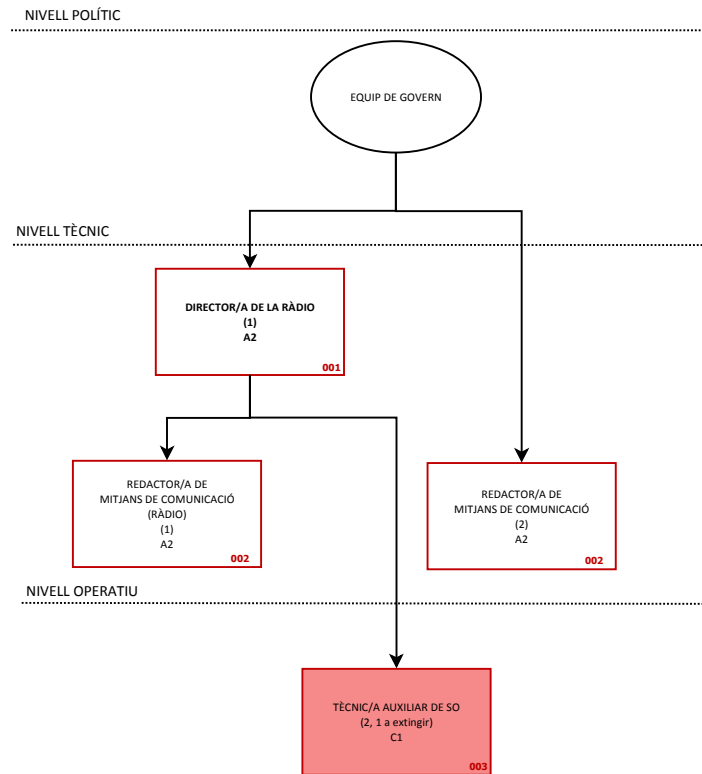 NIVELL POLÍTIC
EQUIP DE GOVERN
NIVELL TÈCNIC
DIRECTOR/A DE LA RÀDIO
(1)
A2
001
REDACTOR/A DE
MITJANS DE COMUNICACIÓ
(RÀDIO)
(1)
A2
002
REDACTOR/A DE
MITJANS DE COMUNICACIÓ
(2)
A2
002
NIVELL OPERATIU
TÈCNIC/A AUXILIAR DE SO
(2, 1 a extingir)
C1
003